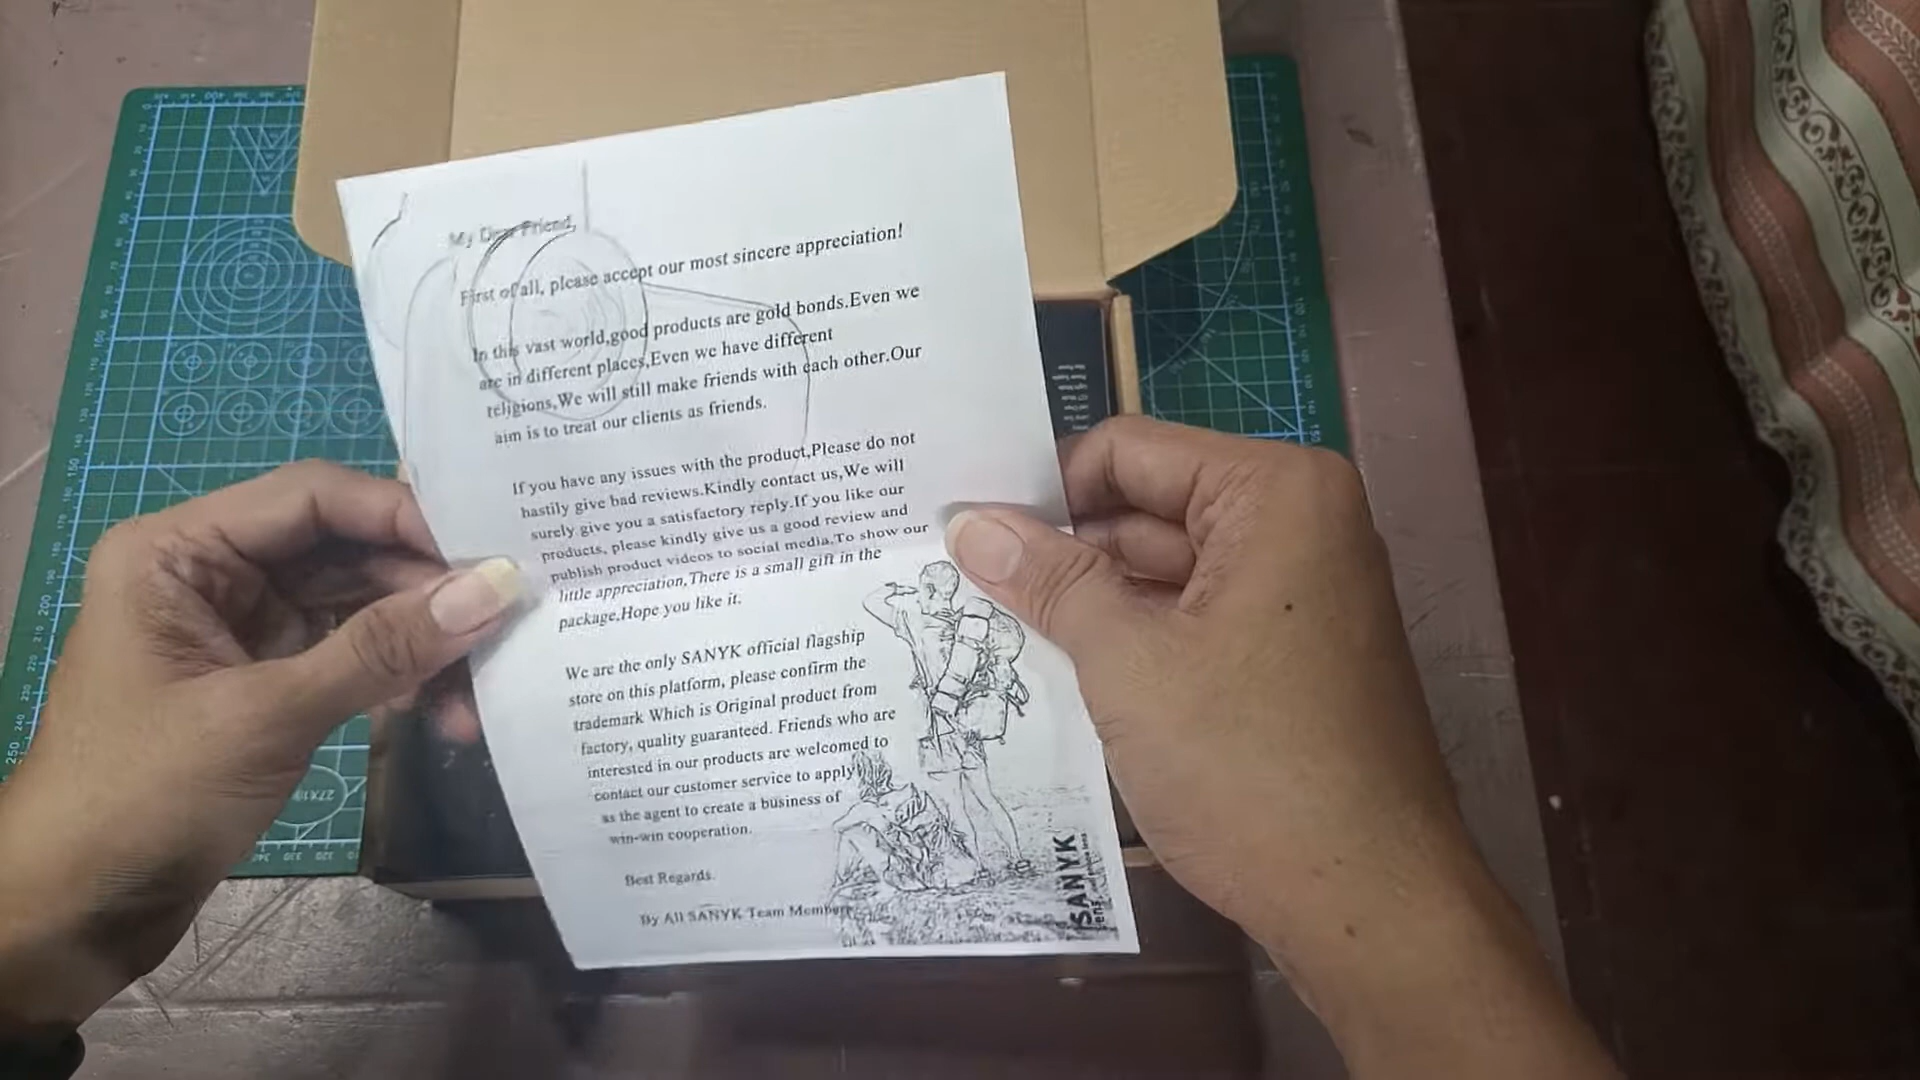 My Dear Friend,
First of all, please accept our most sincere appreciation!
In this vast world,good products are gold bonds.Even we
are in different places,Even we have different
religions,We will still make friends with each other.Our
aim is to treat our clients as friends.
If you have any issues with the product,Please do not
hastily give bad reviews.Kindly contact us,We will
surely give you a satisfactory reply.If you like our
products, please kindly give us a good review and
publish product videos to social media.To show our
little appreciation,There is a small gift in the
package.Hope you like it.
We are the only SANYK official flagship
store on this platform, please confirm the
trademark Which is Original product from
factory, quality guaranteed. Friends who are
interested in our products are welcomed to
contact our customer service to apply
as the agent to create a business of
win-win cooperation.
Best Regards.
By All SANYK Team Members
SANYK